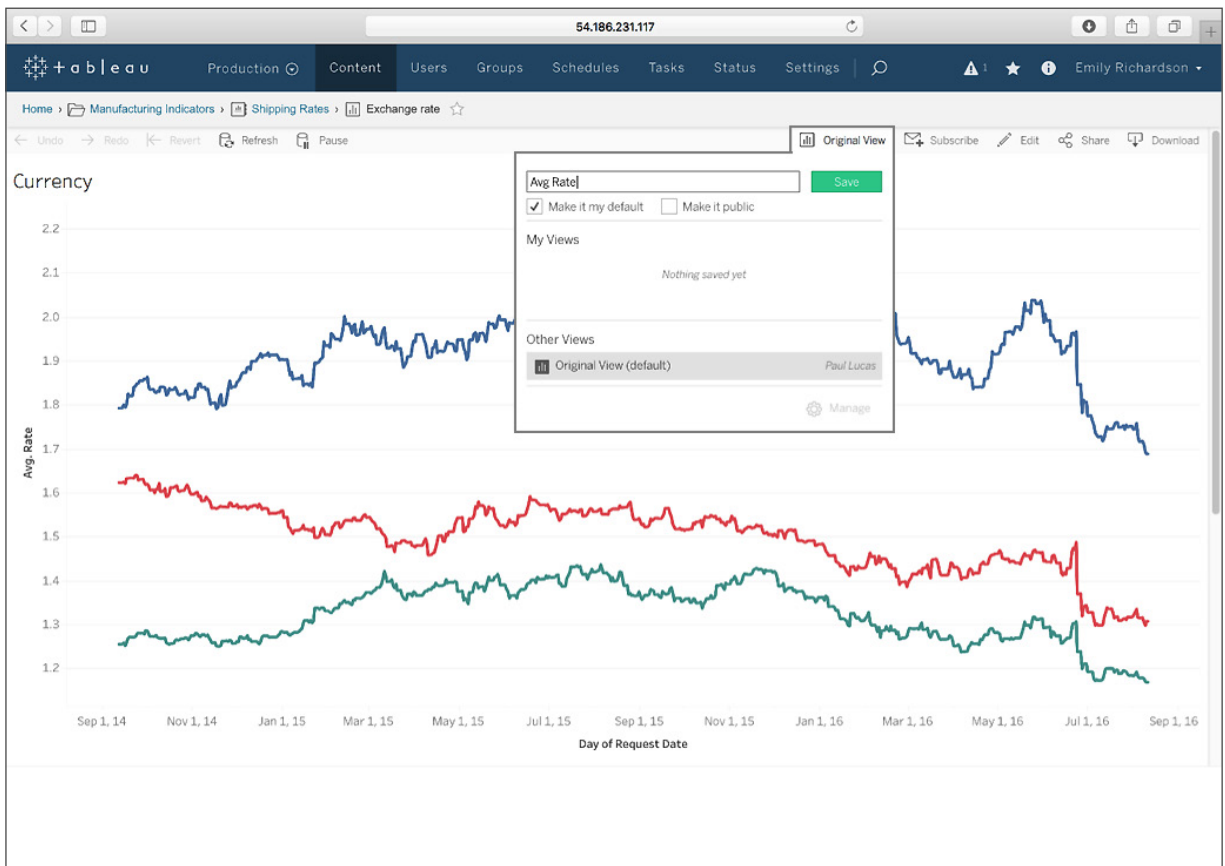 54.186.231.117
+ab|eau Production Content Users Groups Schedules Tasks Status Settings 1 Emily Richardson
Home › Manufacturing Indicators › Shipping Rates › Exchange rate
Undo Redo Revert Refresh Pause Original View Subscribe Edit Share Download
Currency
Avg Rate Save
Make it my default Make it public
My Views
Nothing saved yet
Other Views
Original View (default) Paul Lucas
Manage
2.2
2.1
2.0
1.9
1.8
1.7
1.6
1.5
1.4
1.3
1.2
Avg. Rate
Sep 1, 14 Nov 1, 14 Jan 1, 15 Mar 1, 15 May 1, 15 Jul 1, 15 Sep 1, 15 Nov 1, 15 Jan 1, 16 Mar 1, 16 May 1, 16 Jul 1, 16 Sep 1, 16
Day of Request Date